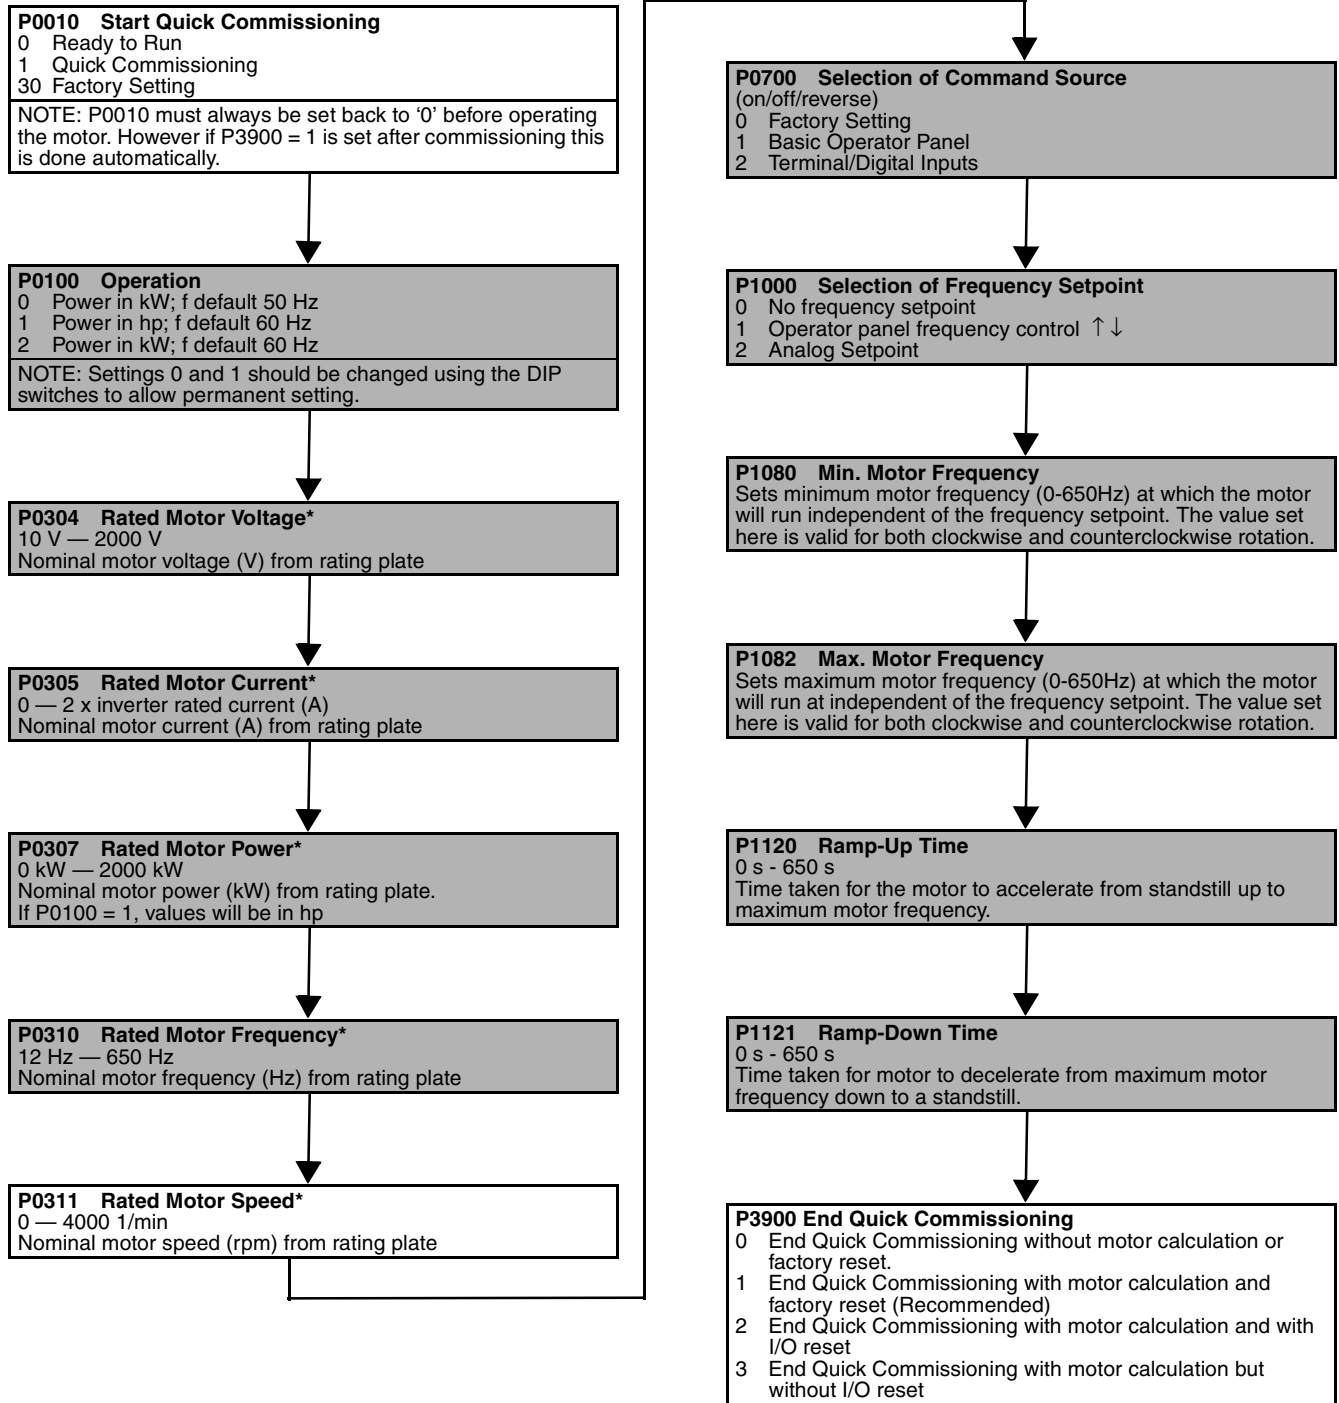 P0010 Start Quick Commissioning
0 Ready to Run
1 Quick Commissioning
30 Factory Setting
NOTE: P0010 must always be set back to ‘0’ before operating
the motor. However if P3900 = 1 is set after commissioning this
is done automatically.
P0100 Operation
0 Power in kW; f default 50 Hz
1 Power in hp; f default 60 Hz
2 Power in kW; f default 60 Hz
NOTE: Settings 0 and 1 should be changed using the DIP
switches to allow permanent setting.
P0304 Rated Motor Voltage*
10 V — 2000 V
Nominal motor voltage (V) from rating plate
P0305 Rated Motor Current*
0 — 2 x inverter rated current (A)
Nominal motor current (A) from rating plate
P0307 Rated Motor Power*
0 kW — 2000 kW
Nominal motor power (kW) from rating plate.
If P0100 = 1, values will be in hp
P0310 Rated Motor Frequency*
12 Hz — 650 Hz
Nominal motor frequency (Hz) from rating plate
P0311 Rated Motor Speed*
0 — 4000 1/min
Nominal motor speed (rpm) from rating plate
P0700 Selection of Command Source
(on/off/reverse)
0 Factory Setting
1 Basic Operator Panel
2 Terminal/Digital Inputs
P1000 Selection of Frequency Setpoint
0 No frequency setpoint
1 Operator panel frequency control ↑↓
2 Analog Setpoint
P1080 Min. Motor Frequency
Sets minimum motor frequency (0-650Hz) at which the motor
will run independent of the frequency setpoint. The value set
here is valid for both clockwise and counterclockwise rotation.
P1082 Max. Motor Frequency
Sets maximum motor frequency (0-650Hz) at which the motor
will run at independent of the frequency setpoint. The value set
here is valid for both clockwise and counterclockwise rotation.
P1120 Ramp-Up Time
0 s - 650 s
Time taken for the motor to accelerate from standstill up to
maximum motor frequency.
P1121 Ramp-Down Time
0 s - 650 s
Time taken for motor to decelerate from maximum motor
frequency down to a standstill.
P3900 End Quick Commissioning
0 End Quick Commissioning without motor calculation or
factory reset.
1 End Quick Commissioning with motor calculation and
factory reset (Recommended)
2 End Quick Commissioning with motor calculation and with
I/O reset
3 End Quick Commissioning with motor calculation but
without I/O reset